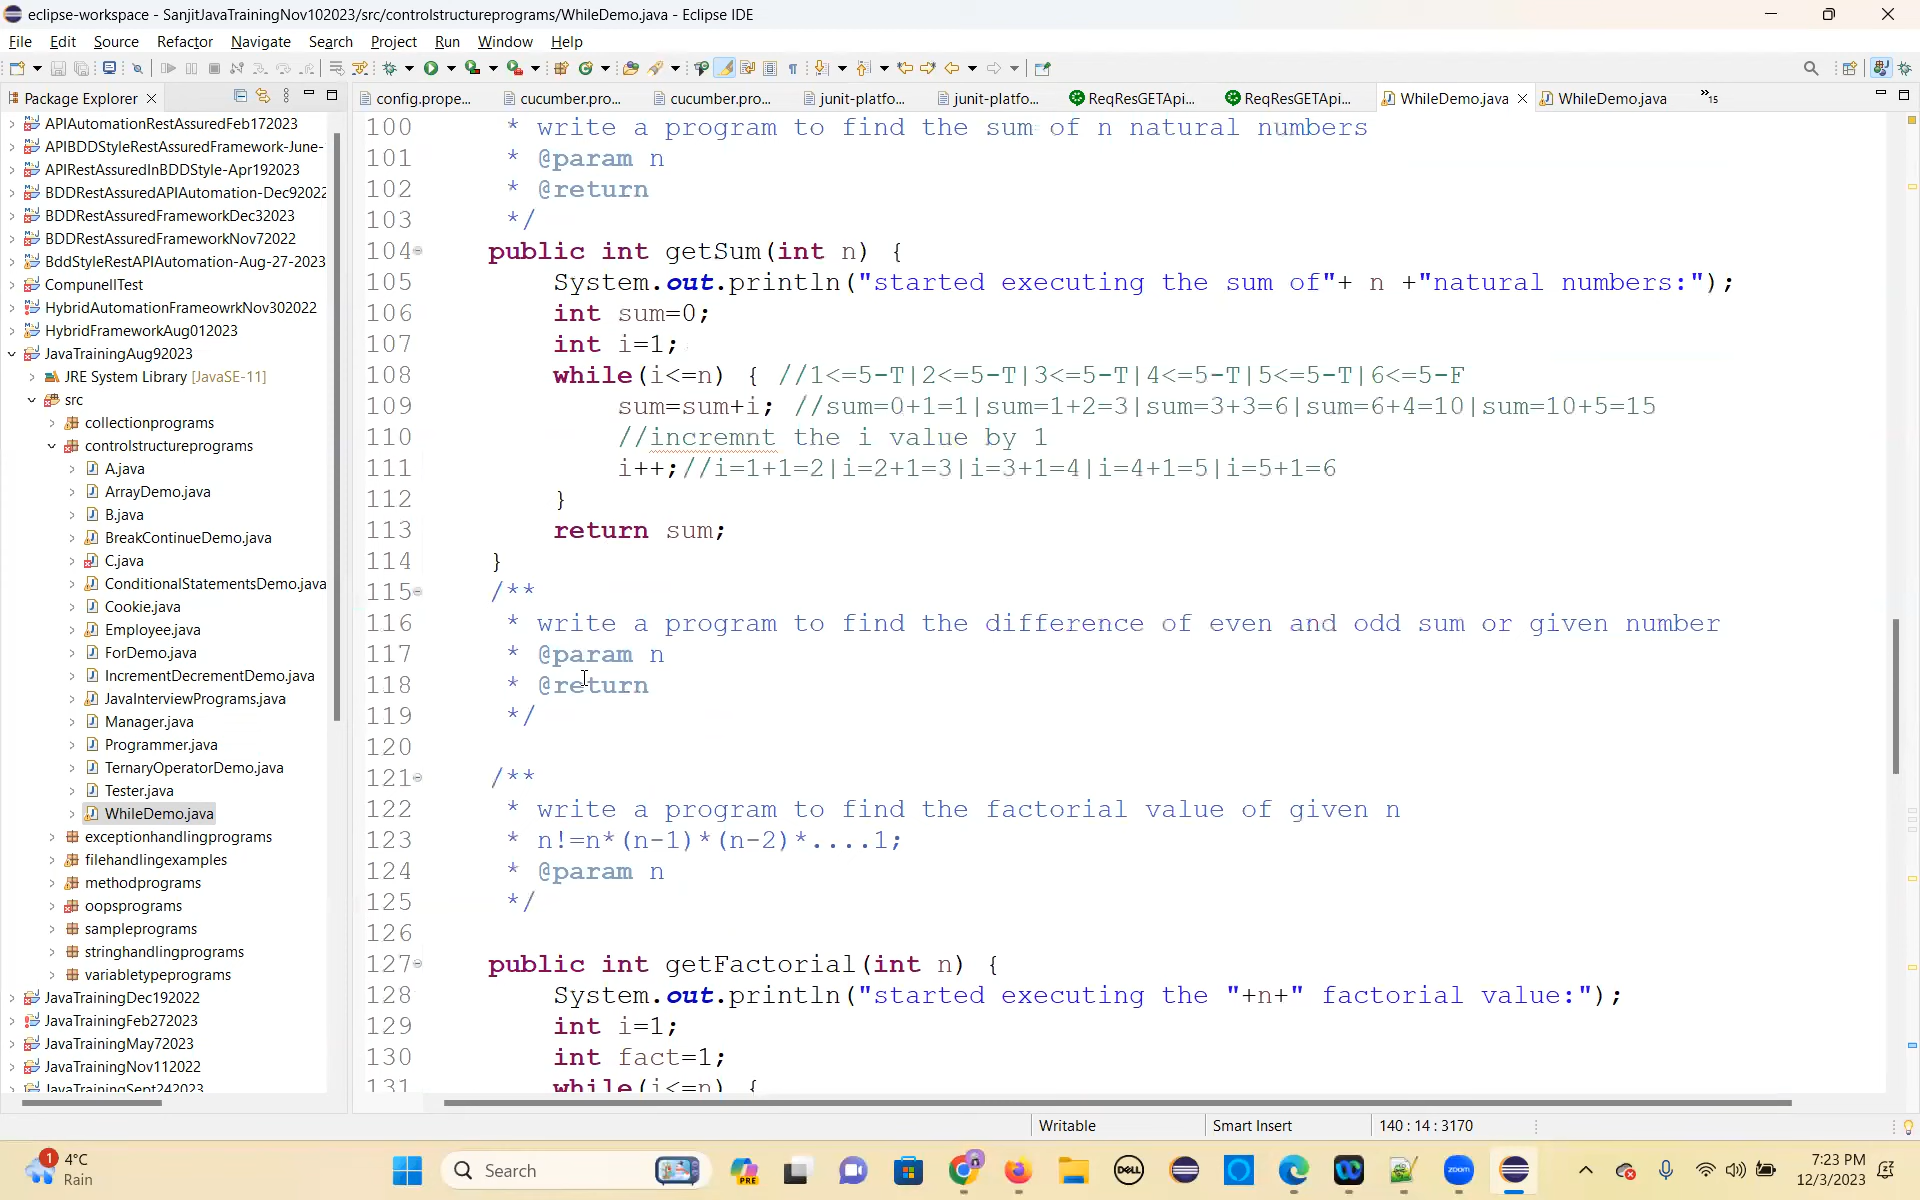 eclipse-workspace - SanjitJavaTrainingNov102023/src/controlstructureprograms/WhileDemo.java - Eclipse IDE
File Edit Source Refactor Navigate Search Project Run Window Help
Package Explorer
config.prope...
cucumber.pro...
cucumber.pro...
junit-platfo...
junit-platfo...
ReqResGETApi...
ReqResGETApi...
WhileDemo.java
WhileDemo.java
»15
APIAutomationRestAssuredFeb172023
APIBDDStyleRestAssuredFramework-June-
APIRestAssuredInBDDStyle-Apr192023
BDDRestAssuredAPIAutomation-Dec92022
BDDRestAssuredFrameworkDec32023
BDDRestAssuredFrameworkNov72022
BddStyleRestAPIAutomation-Aug-27-2023
CompunellTest
HybridAutomationFrameowrkNov302022
HybridFrameworkAug012023
JavaTrainingAug92023
JRE System Library [JavaSE-11]
src
collectionprograms
controlstructureprograms
A.java
ArrayDemo.java
B.java
BreakContinueDemo.java
C.java
ConditionalStatementsDemo.java
Cookie.java
Employee.java
ForDemo.java
IncrementDecrementDemo.java
JavaInterviewPrograms.java
Manager.java
Programmer.java
TernaryOperatorDemo.java
Tester.java
WhileDemo.java
exceptionhandlingprograms
filehandlingexamples
methodprograms
oopsprograms
sampleprograms
stringhandlingprograms
variabletypeprograms
JavaTrainingDec192022
JavaTrainingFeb272023
JavaTrainingMay72023
JavaTrainingNov112022
JavaTrainingSept242023
100 * write a program to find the sum of n natural numbers
101 * @param n
102 * @return
103 */
104 public int getSum(int n) {
105 System.out.println("started executing the sum of"+ n +"natural numbers:");
106 int sum=0;
107 int i=1;
108 while(i<=n) { //1<=5-T|2<=5-T|3<=5-T|4<=5-T|5<=5-T|6<=5-F
109 sum=sum+i; //sum=0+1=1|sum=1+2=3|sum=3+3=6|sum=6+4=10|sum=10+5=15
110 //incremnt the i value by 1
111 i++;//i=1+1=2|i=2+1=3|i=3+1=4|i=4+1=5|i=5+1=6
112 }
113 return sum;
114 }
115 /**
116 * write a program to find the difference of even and odd sum or given number
117 * @param n
118 * @return
119 */
120
121 /**
122 * write a program to find the factorial value of given n
123 * n!=n*(n-1)*(n-2)*....1;
124 * @param n
125 */
126
127 public int getFactorial(int n) {
128 System.out.println("started executing the "+n+" factorial value:");
129 int i=1;
130 int fact=1;
131 while(i<=n) {
Writable Smart Insert 140 : 14 : 3170
1
4°C
Rain
Search
PRE
DELL
zoom
7:23 PM
12/3/2023